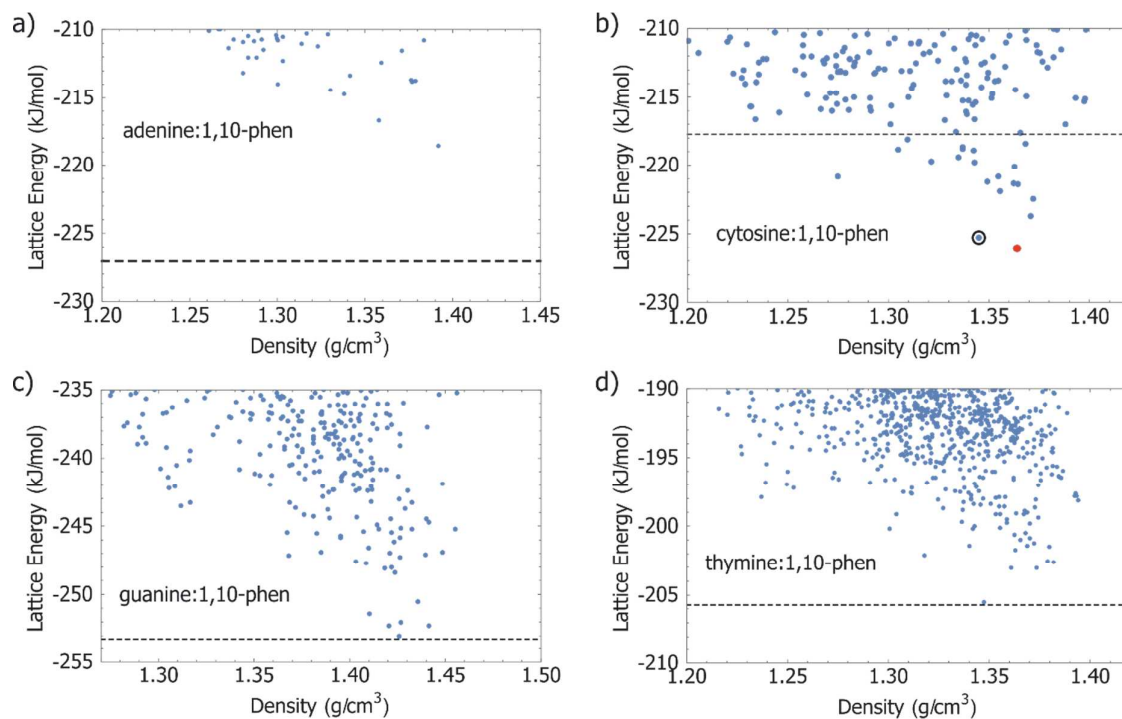 a)
-210
-215
-220
-225
-230
Lattice Energy (kJ/mol)
adenine:1,10-phen
1.20 1.25 1.30 1.35 1.40 1.45
Density (g/cm³)
b)
-210
-215
-220
-225
-230
Lattice Energy (kJ/mol)
cytosine:1,10-phen
1.20 1.25 1.30 1.35 1.40
Density (g/cm³)
c)
-235
-240
-245
-250
-255
Lattice Energy (kJ/mol)
guanine:1,10-phen
1.30 1.35 1.40 1.45 1.50
Density (g/cm³)
d)
-190
-195
-200
-205
-210
Lattice Energy (kJ/mol)
thymine:1,10-phen
1.20 1.25 1.30 1.35 1.40
Density (g/cm³)